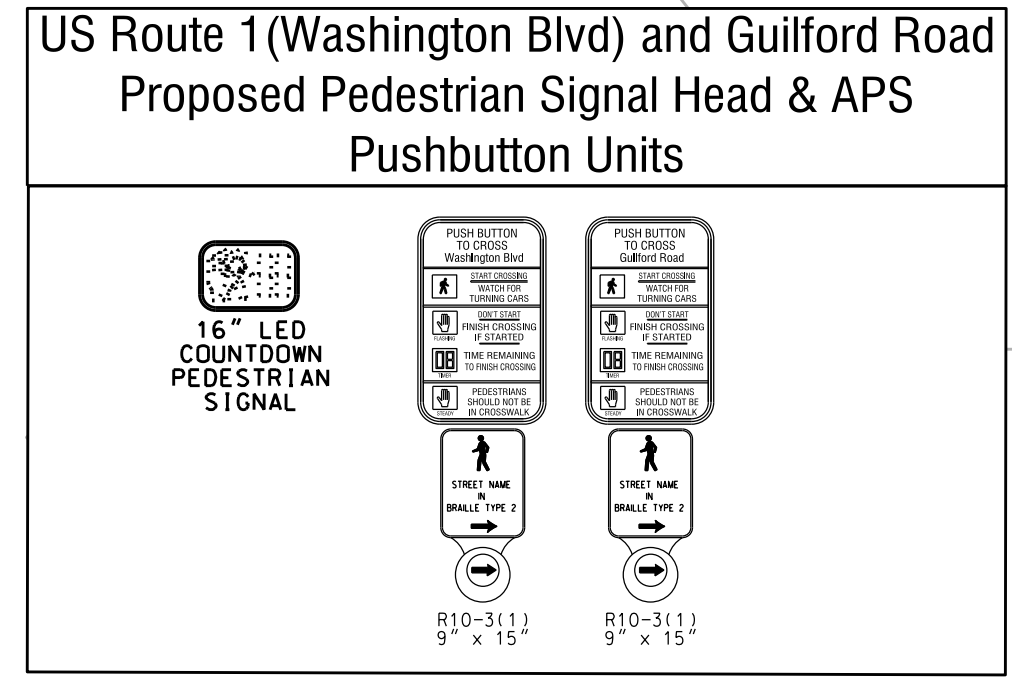 US Route 1(Washington Blvd) and Guilford Road
Proposed Pedestrian Signal Head & APS
Pushbutton Units
16" LED
COUNTDOWN
PEDESTRIAN
SIGNAL
PUSH BUTTON
TO CROSS
Washington Blvd
START CROSSING
WATCH FOR
TURNING CARS
DON'T START
FINISH CROSSING
IF STARTED
FLASHING
08
TIME REMAINING
TO FINISH CROSSING
TIMER
PEDESTRIANS
SHOULD NOT BE
IN CROSSWALK
STEADY
STREET NAME
IN
BRAILLE TYPE 2
R10-3(1)
9" x 15"
PUSH BUTTON
TO CROSS
Guilford Road
START CROSSING
WATCH FOR
TURNING CARS
DON'T START
FINISH CROSSING
IF STARTED
FLASHING
08
TIME REMAINING
TO FINISH CROSSING
TIMER
PEDESTRIANS
SHOULD NOT BE
IN CROSSWALK
STEADY
STREET NAME
IN
BRAILLE TYPE 2
R10-3(1)
9" x 15"